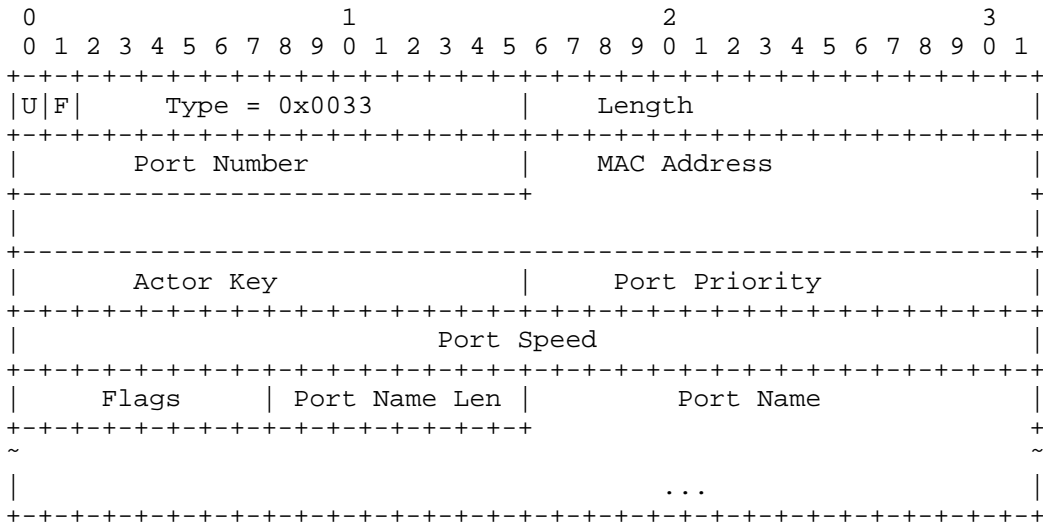 0                   1                   2                   3
 0 1 2 3 4 5 6 7 8 9 0 1 2 3 4 5 6 7 8 9 0 1 2 3 4 5 6 7 8 9 0 1
+-+-+-+-+-+-+-+-+-+-+-+-+-+-+-+-+-+-+-+-+-+-+-+-+-+-+-+-+-+-+-+-+
|U|F|     Type = 0x0033         |    Length                     |
+-+-+-+-+-+-+-+-+-+-+-+-+-+-+-+-+-+-+-+-+-+-+-+-+-+-+-+-+-+-+-+-+
|       Port Number             |    MAC Address                |
+-------------------------------+                               +
|                                                               |
+---------------------------------------------------------------+
|       Actor Key               |     Port Priority             |
+-+-+-+-+-+-+-+-+-+-+-+-+-+-+-+-+-+-+-+-+-+-+-+-+-+-+-+-+-+-+-+-+
|                          Port Speed                           |
+-+-+-+-+-+-+-+-+-+-+-+-+-+-+-+-+-+-+-+-+-+-+-+-+-+-+-+-+-+-+-+-+
|     Flags     | Port Name Len |         Port Name             |
+-+-+-+-+-+-+-+-+-+-+-+-+-+-+-+-+                               +
~                                                               ~
|                                        ...                    |
+-+-+-+-+-+-+-+-+-+-+-+-+-+-+-+-+-+-+-+-+-+-+-+-+-+-+-+-+-+-+-+-+